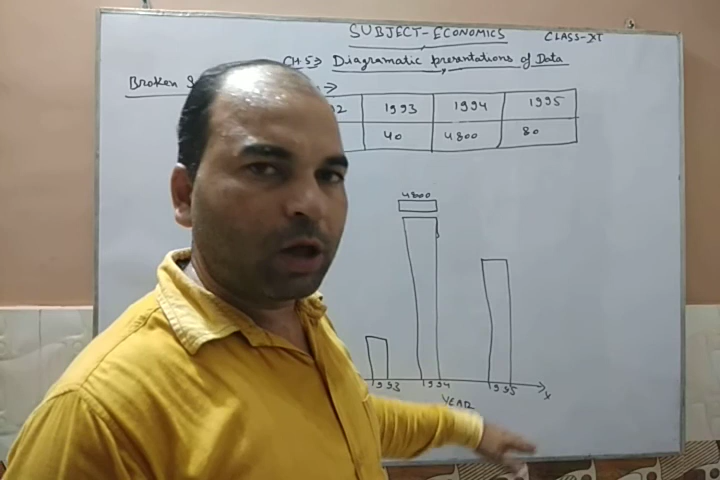 SUBJECT-ECONOMICS CLASS-XI
CH 5→ Diagramatic presantations of Data
Broken
1993 1994 1995
40 4800 80
4800
1993 1994 1995 X
YEAR